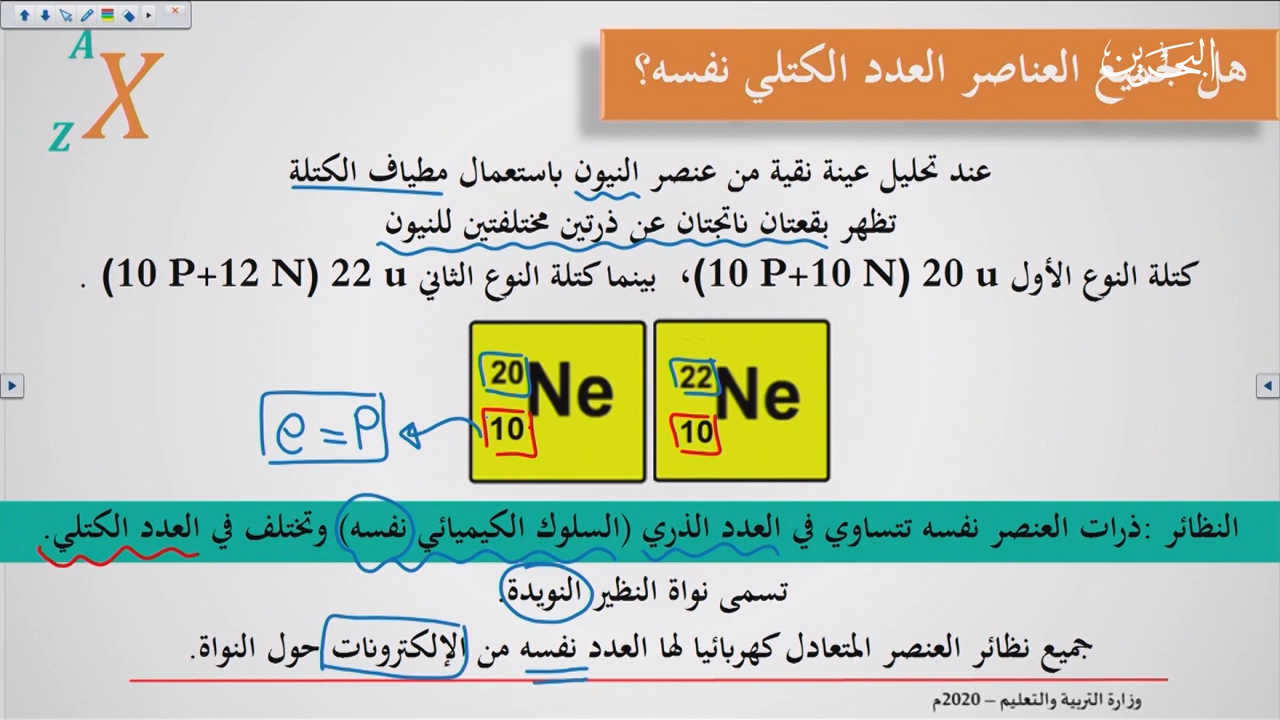 A
X
Z
البحرين
هل لجميع العناصر العدد الكتلي نفسه؟
عند تحليل عينة نقية من عنصر النيون باستعمال مطياف الكتلة
تظهر بقعتان ناتجتان عن ذرتين مختلفتين للنيون
كتلة النوع الأول 20 u (10 P+10 N)، بينما كتلة النوع الثاني 22 u (10 P+12 N) .
20 Ne 10
22 Ne 10
e = P
النظائر :ذرات العنصر نفسه تتساوي في العدد الذري (السلوك الكيميائي نفسه) وتختلف في العدد الكتلي.
تسمى نواة النظير النويدة.
جميع نظائر العنصر المتعادل كهربائيا لها العدد نفسه من الإلكترونات حول النواة.
وزارة التربية والتعليم – 2020م